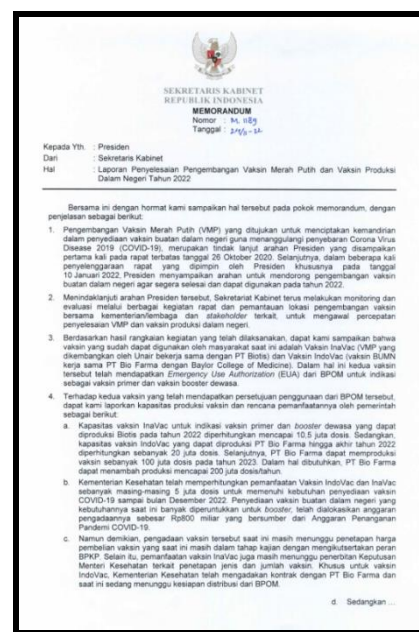 SEKRETARIS KABINET
REPUBLIK INDONESIA
MEMORANDUM
Nomor : M.
Tanggal :
Kepada Yth. : Presiden
Dari : Sekretaris Kabinet
Hal : Laporan Penyelesaian Pengembangan Vaksin Merah Putih dan Vaksin Produksi
Dalam Negeri Tahun 2022
Bersama ini dengan hormat kami sampaikan hal tersebut pada pokok memorandum, dengan
penjelasan sebagai berikut:
1. Pengembangan Vaksin Merah Putih (VMP) yang ditujukan untuk menciptakan kemandirian
dalam penyediaan vaksin buatan dalam negeri guna menanggulangi penyebaran Corona Virus
Disease 2019 (COVID-19), merupakan tindak lanjut arahan Presiden yang disampaikan
pertama kali pada rapat terbatas tanggal 26 Oktober 2020. Selanjutnya, dalam beberapa kali
penyelenggaraan rapat yang dipimpin oleh Presiden khususnya pada tanggal
10 Januari 2022, Presiden menyampaikan arahan untuk mendorong pengembangan vaksin
buatan dalam negeri agar segera selesai dan dapat digunakan pada tahun 2022.
2. Menindaklanjuti arahan Presiden tersebut, Sekretariat Kabinet terus melakukan monitoring dan
evaluasi melalui berbagai kegiatan rapat dan pemantauan lokasi pengembangan vaksin
bersama kementerian/lembaga dan stakeholder terkait, untuk mengawal percepatan
penyelesaian VMP dan vaksin produksi dalam negeri.
3. Berdasarkan hasil rangkaian kegiatan yang telah dilaksanakan, dapat kami sampaikan bahwa
vaksin yang sudah dapat digunakan oleh masyarakat saat ini adalah Vaksin InaVac (VMP yang
dikembangkan oleh Unair bekerja sama dengan PT Biotis) dan Vaksin IndoVac (vaksin BUMN
kerja sama PT Bio Farma dengan Baylor College of Medicine). Dalam hal ini kedua vaksin
tersebut telah mendapatkan Emergency Use Authorization (EUA) dari BPOM untuk indikasi
sebagai vaksin primer dan vaksin booster dewasa.
4. Terhadap kedua vaksin yang telah mendapatkan persetujuan penggunaan dari BPOM tersebut,
dapat kami laporkan kapasitas produksi vaksin dan rencana pemanfaatannya oleh pemerintah
sebagai berikut:
a. Kapasitas vaksin InaVac untuk indikasi vaksin primer dan booster dewasa yang dapat
diproduksi Biotis pada tahun 2022 diperhitungkan mencapai 10,5 juta dosis. Sedangkan,
kapasitas vaksin IndoVac yang dapat diproduksi PT Bio Farma hingga akhir tahun 2022
diperhitungkan sebanyak 20 juta dosis. Selanjutnya, PT Bio Farma dapat memproduksi
vaksin sebanyak 100 juta dosis pada tahun 2023. Dalam hal dibutuhkan, PT Bio Farma
dapat menambah produksi mencapai 200 juta dosis/tahun.
b. Kementerian Kesehatan telah memperhitungkan pemanfaatan Vaksin IndoVac dan InaVac
sebanyak masing-masing 5 juta dosis untuk memenuhi kebutuhan penyediaan vaksin
COVID-19 sampai bulan Desember 2022. Penyediaan vaksin buatan dalam negeri yang
kebutuhannya saat ini banyak diperuntukkan untuk booster, telah dialokasikan anggaran
pengadaannya sebesar Rp800 miliar yang bersumber dari Anggaran Penanganan
Pandemi COVID-19.
c. Namun demikian, pengadaan vaksin tersebut saat ini masih menunggu penetapan harga
pembelian vaksin yang saat ini masih dalam tahap kajian dengan mengikutsertakan peran
BPKP. Selain itu, pemanfaatan vaksin InaVac juga masih menunggu penerbitan Keputusan
Menteri Kesehatan terkait penetapan jenis dan jumlah vaksin. Khusus untuk vaksin
IndoVac, Kementerian Kesehatan telah mengadakan kontrak dengan PT Bio Farma dan
saat ini sedang menunggu kesiapan distribusi dari BPOM.
d. Sedangkan ...